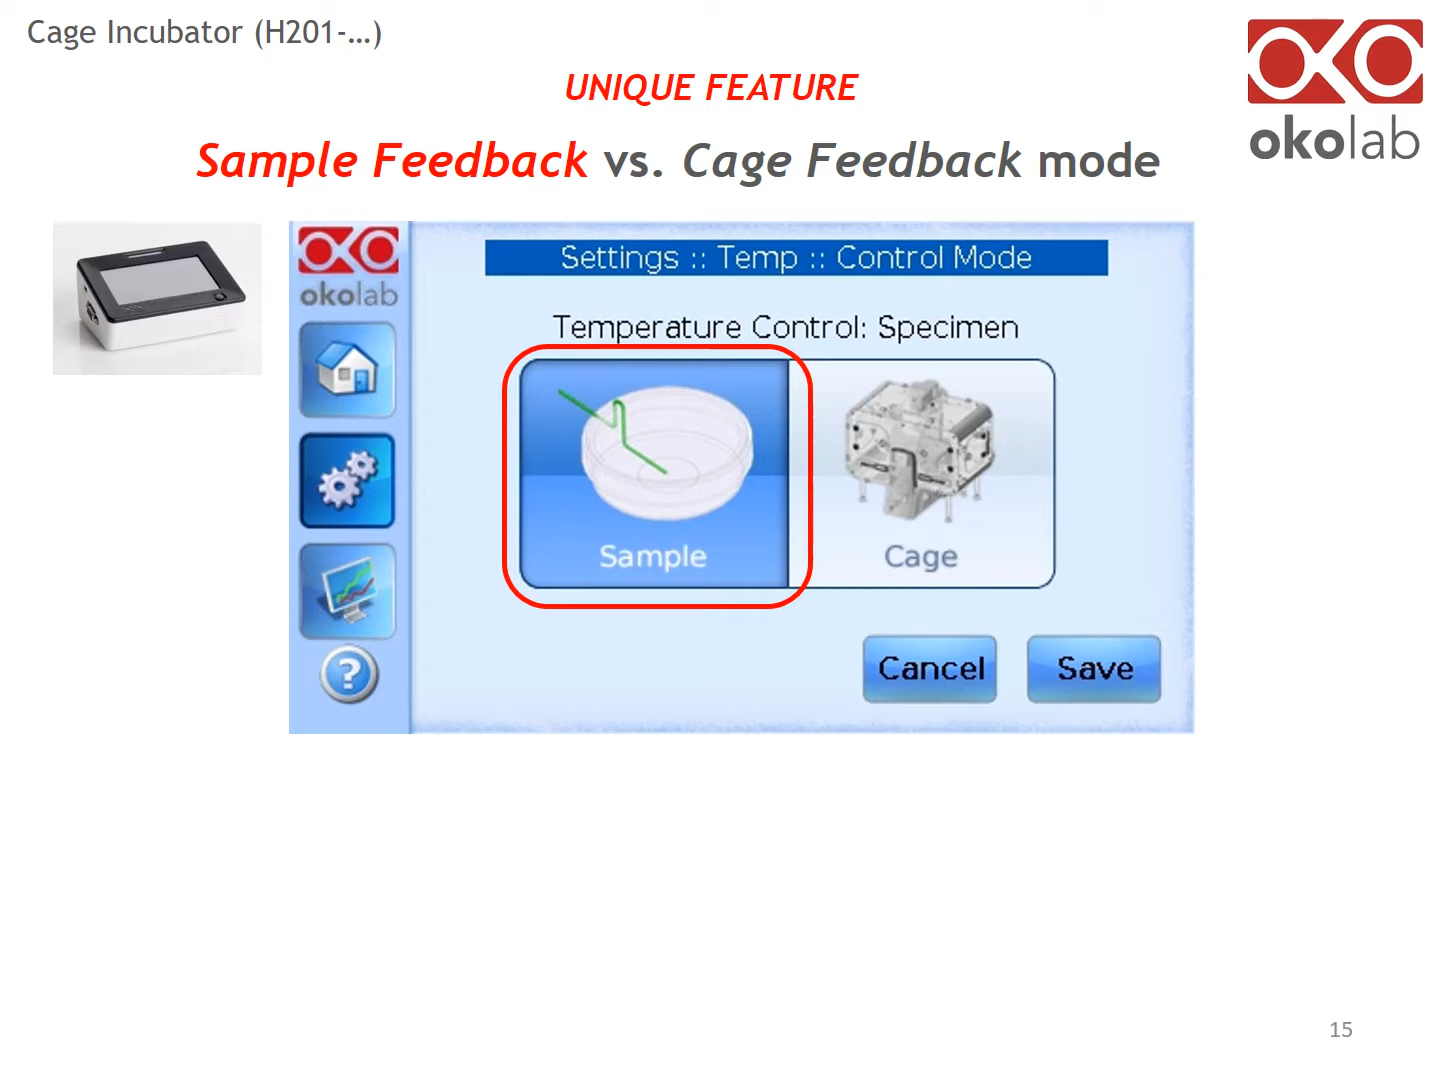 Cage Incubator (H201-…)
UNIQUE FEATURE
Sample Feedback vs. Cage Feedback mode
okolab
okolab
Settings :: Temp :: Control Mode
Temperature Control: Specimen
Sample
Cage
?
Cancel
Save
15